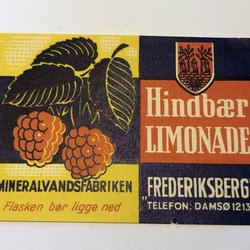 Hindbær
LIMONADE
MINERALVANDSFABRIKEN
Flasken bør ligge ned
FREDERIKSBERG
TELEFON: DAMSØ 1213